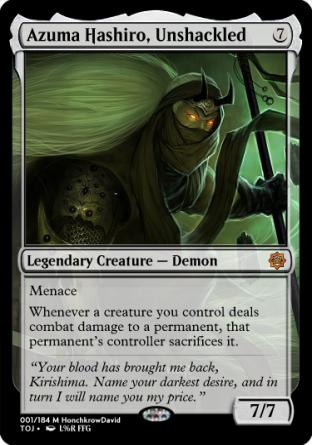 Azuma Hashiro, Unshackled 7
Legendary Creature — Demon
Menace
Whenever a creature you control deals
combat damage to a permanent, that
permanent's controller sacrifices it.
"Your blood has brought me back,
Kirishima. Name your darkest desire, and in
turn I will name you my price."
7/7
001/184 M HonchkrowDavid
TOJ • L%R FFG